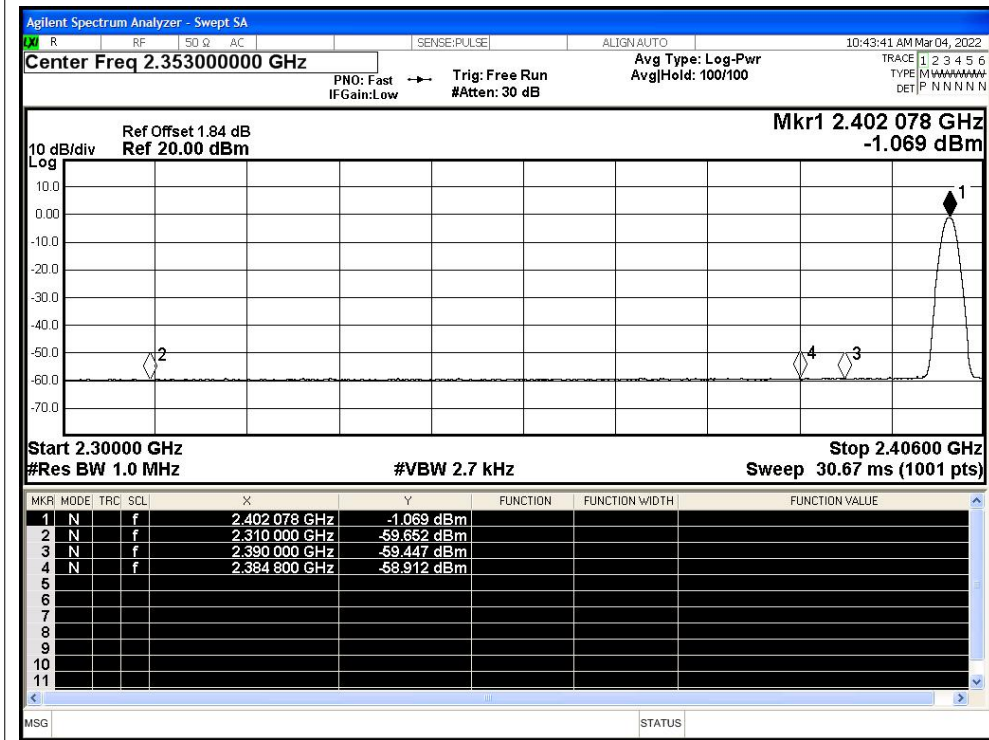 Agilent Spectrum Analyzer - Swept SA
LXI R RF 50 Ω AC SENSE:PULSE ALIGN AUTO 10:43:41 AM Mar 04, 2022
Center Freq 2.353000000 GHz
PNO: Fast
IFGain:Low
Trig: Free Run
#Atten: 30 dB
Avg Type: Log-Pwr
Avg|Hold: 100/100
TRACE 1 2 3 4 5 6
TYPE M WWWWW
DET P N N N N N
Mkr1 2.402 078 GHz
-1.069 dBm
Ref Offset 1.84 dB
10 dB/div Ref 20.00 dBm
Log
10.0
0.00
-10.0
-20.0
-30.0
-40.0
-50.0
-60.0
-70.0
1
2
4
3
Start 2.30000 GHz Stop 2.40600 GHz
#Res BW 1.0 MHz #VBW 2.7 kHz Sweep 30.67 ms (1001 pts)
MKR MODE TRC SCL X Y FUNCTION FUNCTION WIDTH FUNCTION VALUE
1 N f 2.402 078 GHz -1.069 dBm
2 N f 2.310 000 GHz -59.652 dBm
3 N f 2.390 000 GHz -59.447 dBm
4 N f 2.384 800 GHz -58.912 dBm
5
6
7
8
9
10
11
MSG STATUS